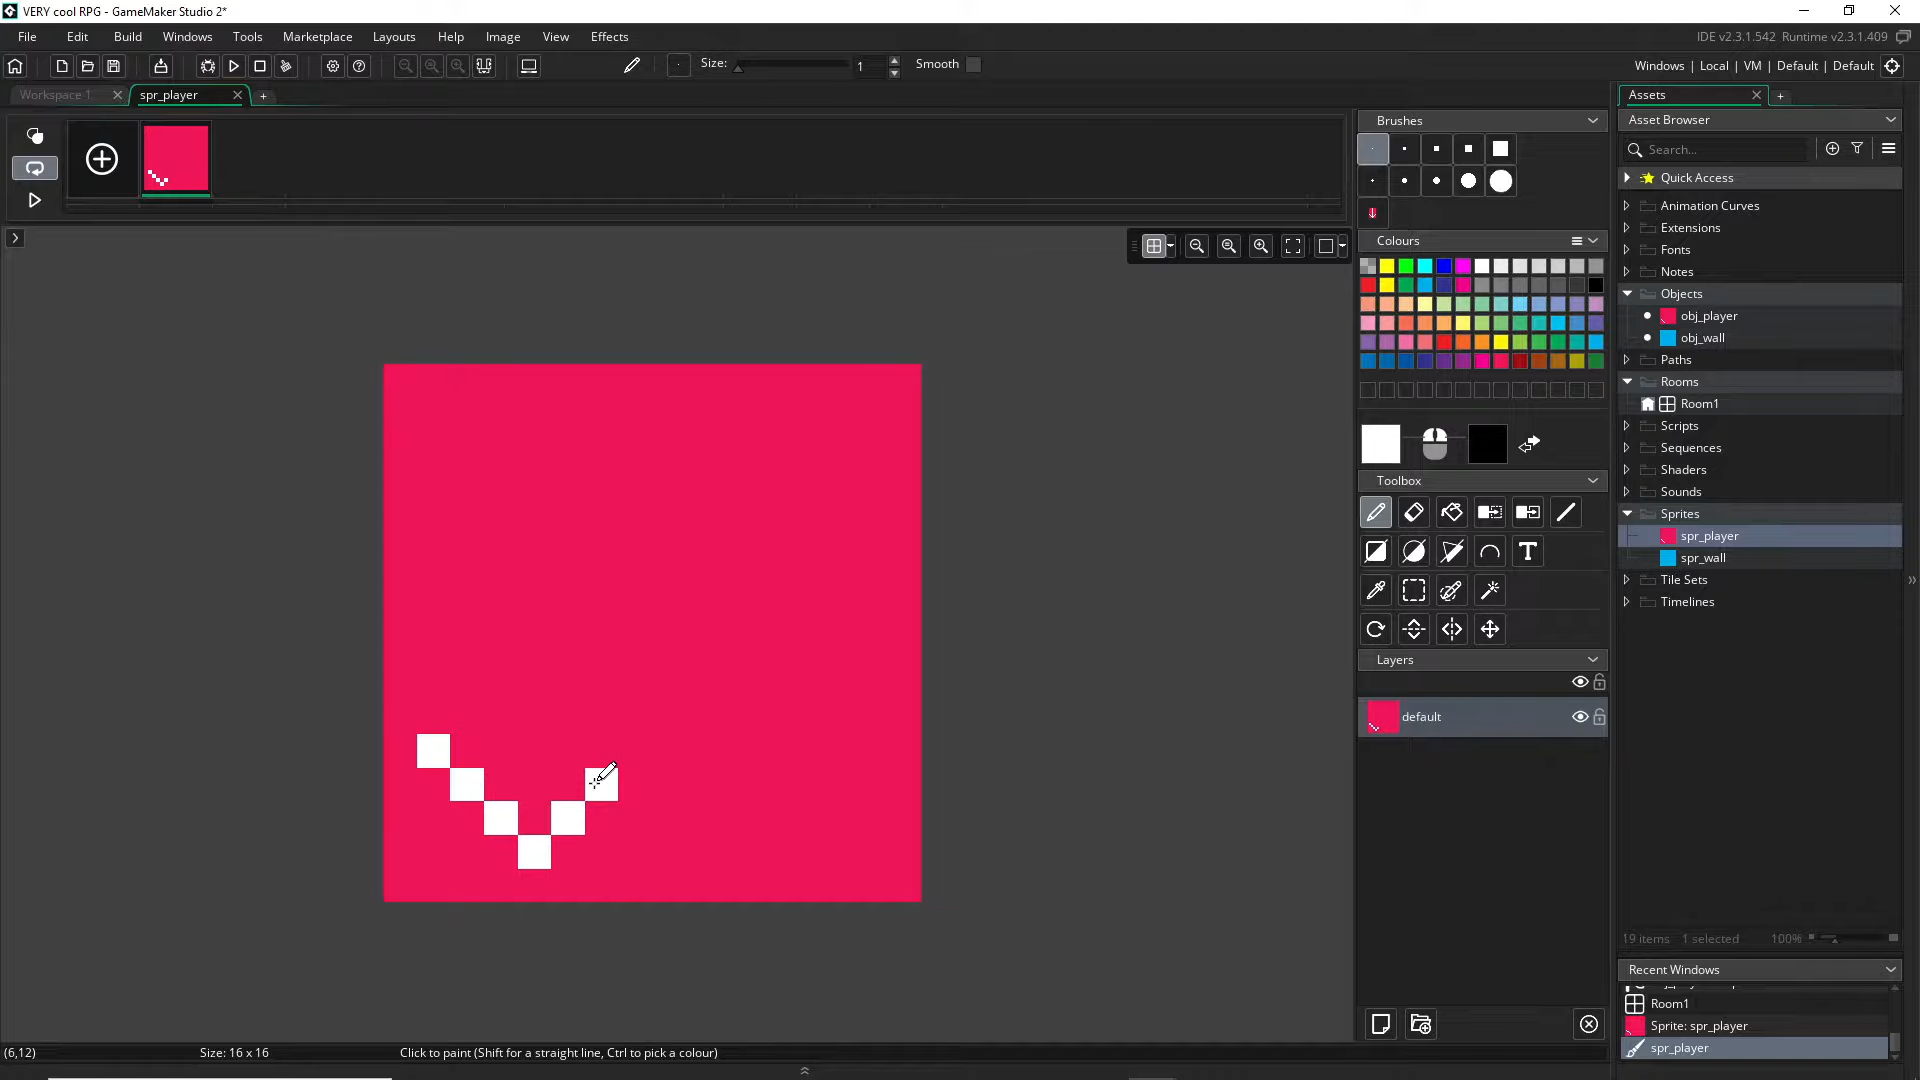 VERY cool RPG - GameMaker Studio 2*
File Edit Build Windows Tools Marketplace Layouts Help Image View Effects
IDE v2.3.1.542 Runtime v2.3.1.409
Size: 1 Smooth
Windows | Local | VM | Default | Default
Workspace 1
spr_player
Brushes
Colours
Toolbox
T
Layers
default
Assets
Asset Browser
Search...
Quick Access
Animation Curves
Extensions
Fonts
Notes
Objects
obj_player
obj_wall
Paths
Rooms
Room1
Scripts
Sequences
Shaders
Sounds
Sprites
spr_player
spr_wall
Tile Sets
Timelines
19 items 1 selected 100%
Recent Windows
Room1
Sprite: spr_player
spr_player
(6,12) Size: 16 x 16 Click to paint (Shift for a straight line, Ctrl to pick a colour)